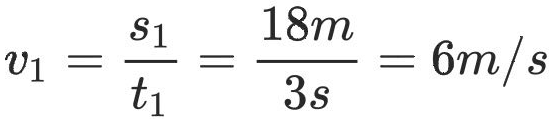 v₁ = s₁/t₁ = 18m/3s = 6m/s